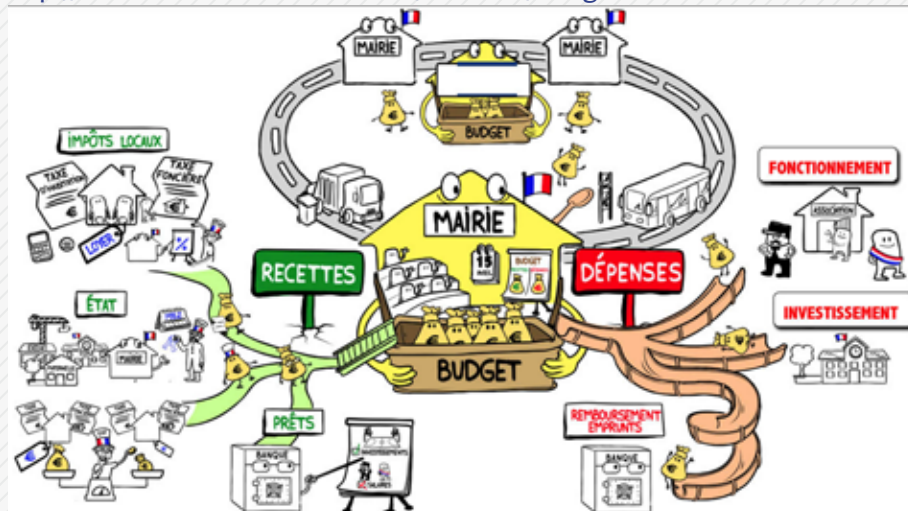 MAIRIE
MAIRIE
BUDGET
IMPÔTS LOCAUX
TAXE
D'HABITATION
€
TAXE
FONCIÈRE
€
LOYER
%
FONCTIONNEMENT
ASSOCIATION
MAIRIE
RECETTES
15
AVRIL
BUDGET
DÉPENSES
ÉTAT
MAIRIE
INVESTISSEMENT
BUDGET
PRÊTS
BANQUE
INVESTISSEMENTS
SALAIRES
REMBOURSEMENT
EMPRUNTS
BANQUE